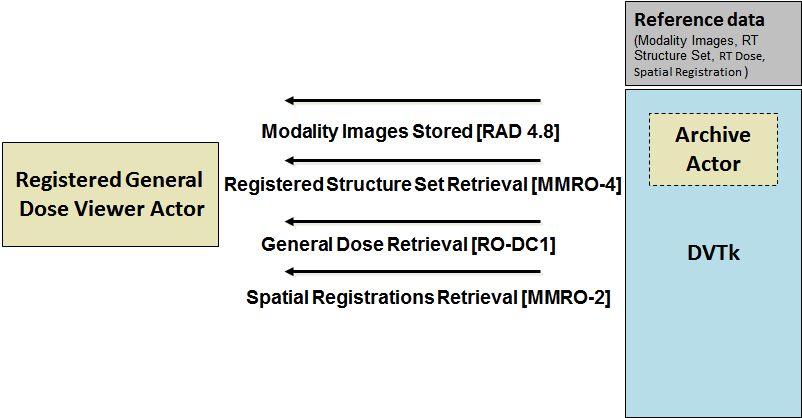 Reference data
(Modality Images, RT
Structure Set, RT Dose,
Spatial Registration )
Modality Images Stored [RAD 4.8]
Archive
Actor
Registered General
Dose Viewer Actor
Registered Structure Set Retrieval [MMRO-4]
General Dose Retrieval [RO-DC1]
DVTk
Spatial Registrations Retrieval [MMRO-2]